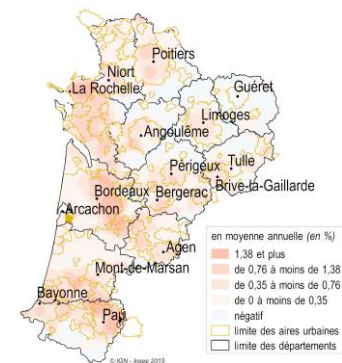 Poitiers
Niort
La Rochelle
Guéret
Limoges
Angoulême
Périgeux
Tulle
Brive-la-Gaillarde
Bordeaux
Bergerac
Arcachon
Agen
Mont-de-Marsan
Bayonne
Pau
en moyenne annuelle (en %)
1,38 et plus
de 0,76 à moins de 1,38
de 0,35 à moins de 0,76
de 0 à moins de 0,35
négatif
limite des aires urbaines
limite des départements
© IGN - Insee 2015